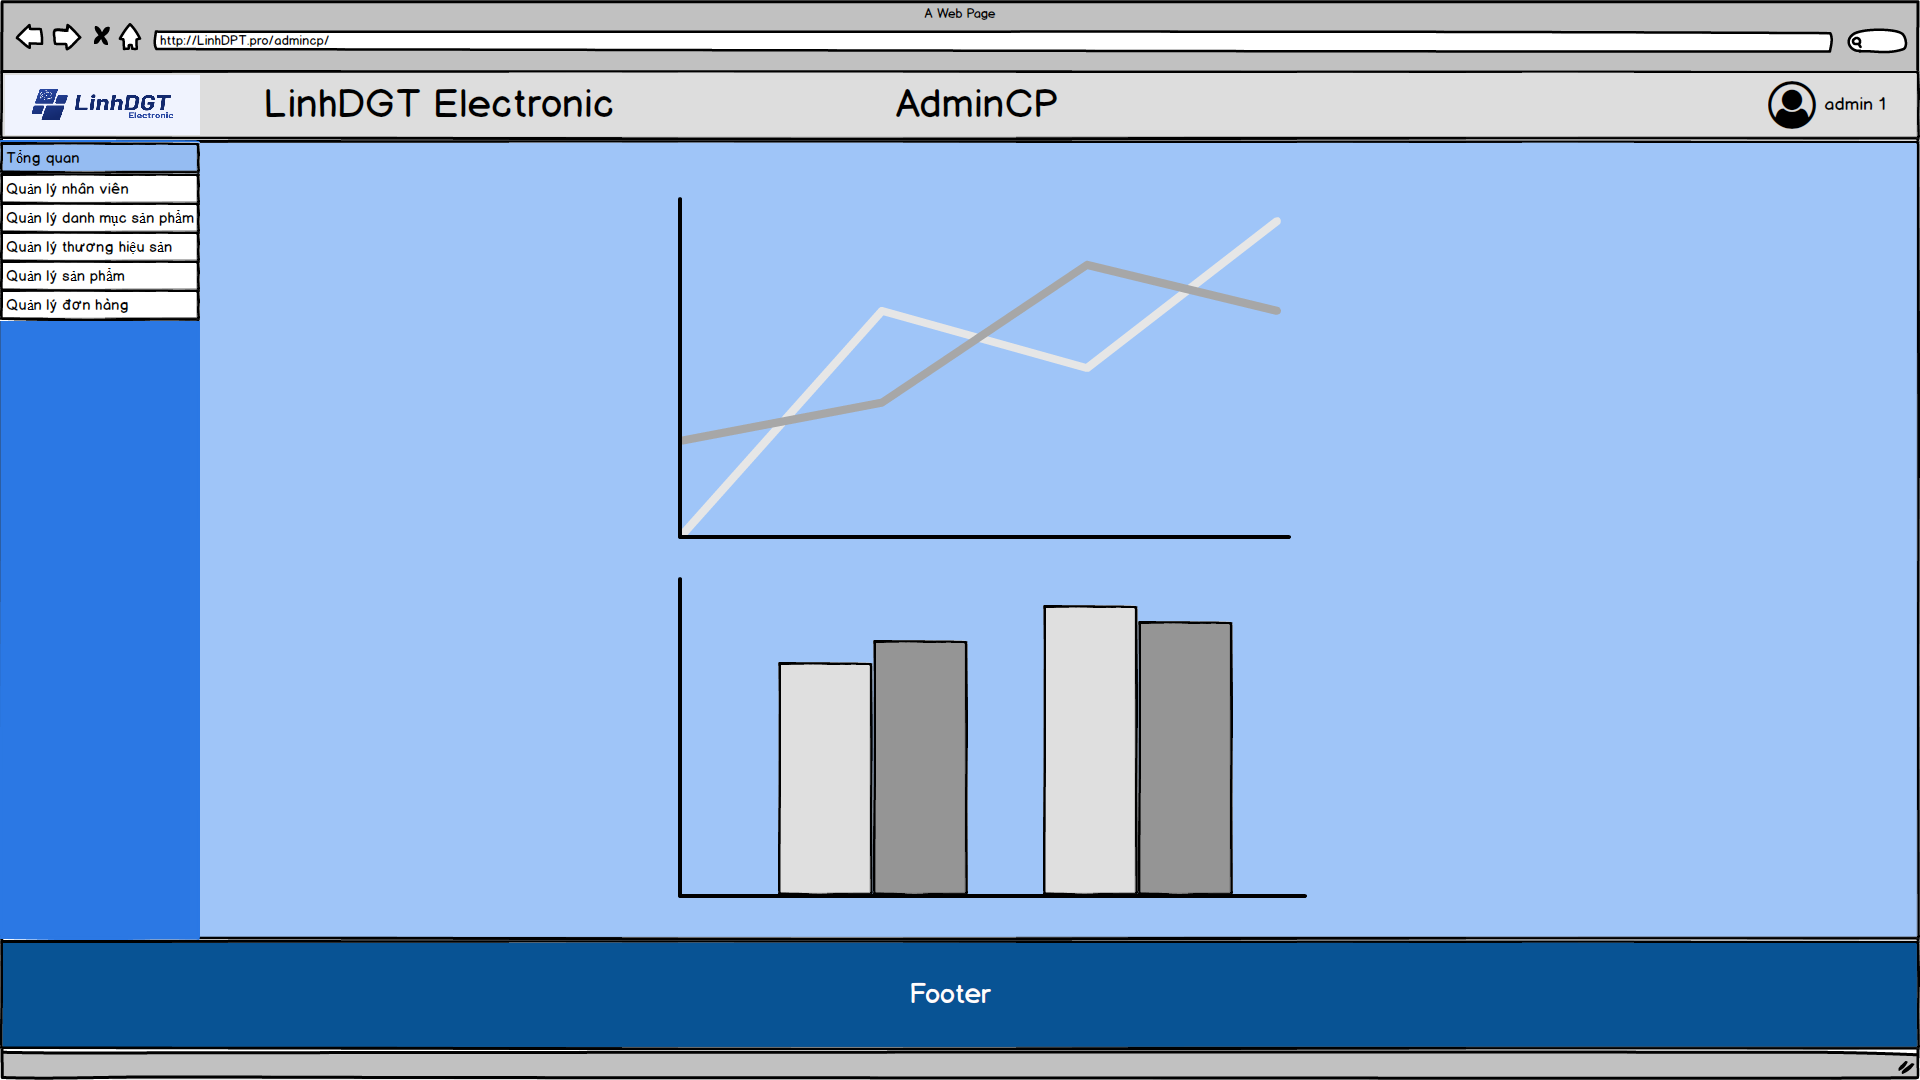 A Web Page
http://LinhDPT.pro/admincp/
LinhDGT
Electronic
LinhDGT Electronic
AdminCP
admin 1
Tổng quan
Quản lý nhân viên
Quản lý danh mục sản phẩm
Quản lý thương hiệu sản
Quản lý sản phẩm
Quản lý đơn hàng
Footer